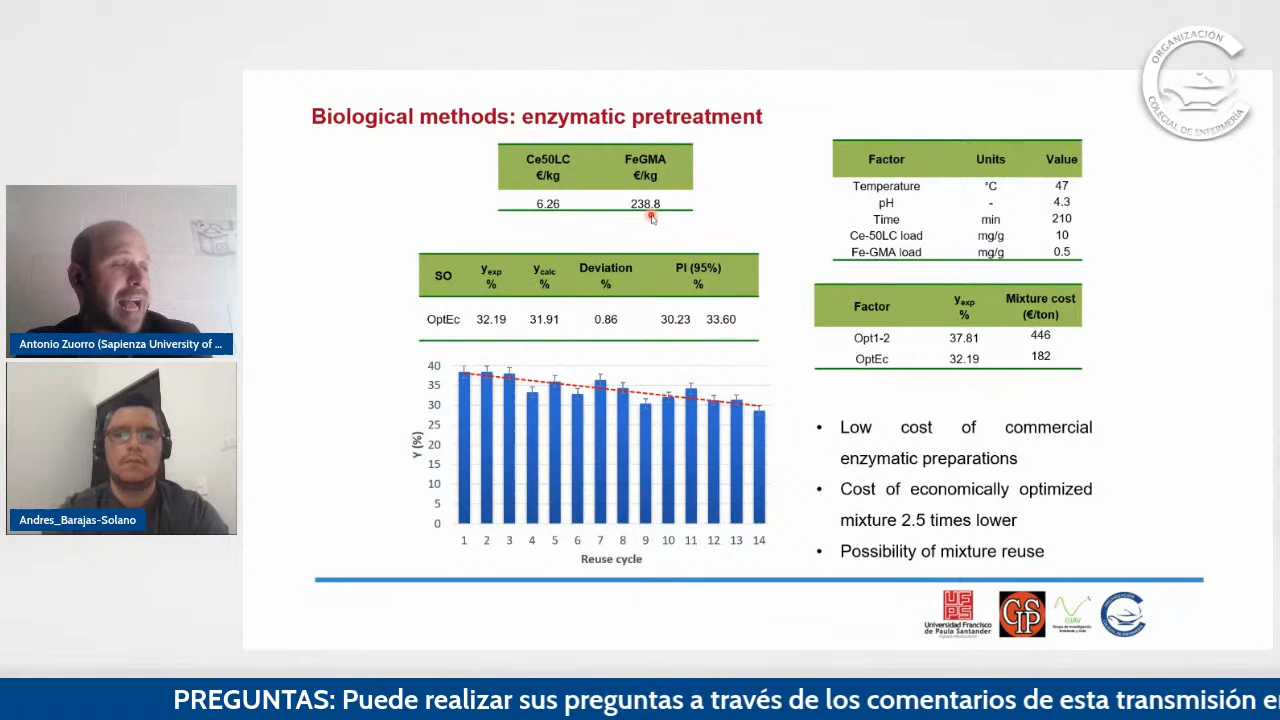 ORGANIZACIÓN
COLEGIAL DE ENFERMERÍA
Biological methods: enzymatic pretreatment
Ce50LC €/kg FeGMA €/kg
6.26 238.8
Factor Units Value
Temperature °C 47
pH - 4.3
Time min 210
Ce-50LC load mg/g 10
Fe-GMA load mg/g 0.5
SO yexp % ycalc % Deviation % PI (95%) %
OptEc 32.19 31.91 0.86 30.23 33.60
Factor yexp % Mixture cost (€/ton)
Opt1-2 37.81 446
OptEc 32.19 182
Y (%)
40
35
30
25
20
15
10
5
0
1 2 3 4 5 6 7 8 9 10 11 12 13 14
Reuse cycle
• Low cost of commercial
enzymatic preparations
• Cost of economically optimized
mixture 2.5 times lower
• Possibility of mixture reuse
Antonio Zuorro (Sapienza University of ...
Andres_Barajas-Solano
UFPS
Universidad Francisco
de Paula Santander
GIAV
PREGUNTAS: Puede realizar sus preguntas a través de los comentarios de esta transmisión e